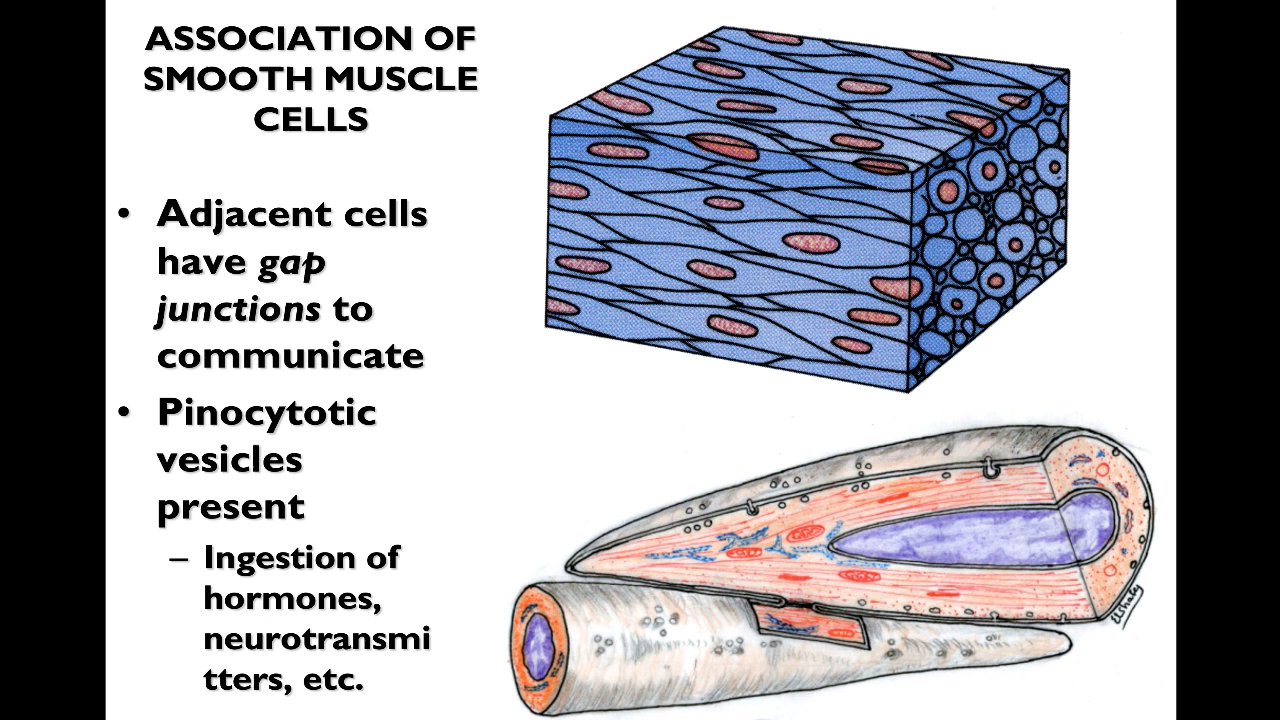 ASSOCIATION OF
SMOOTH MUSCLE
CELLS
• Adjacent cells
have gap
junctions to
communicate
• Pinocytotic
vesicles
present
– Ingestion of
hormones,
neurotransmi
tters, etc.